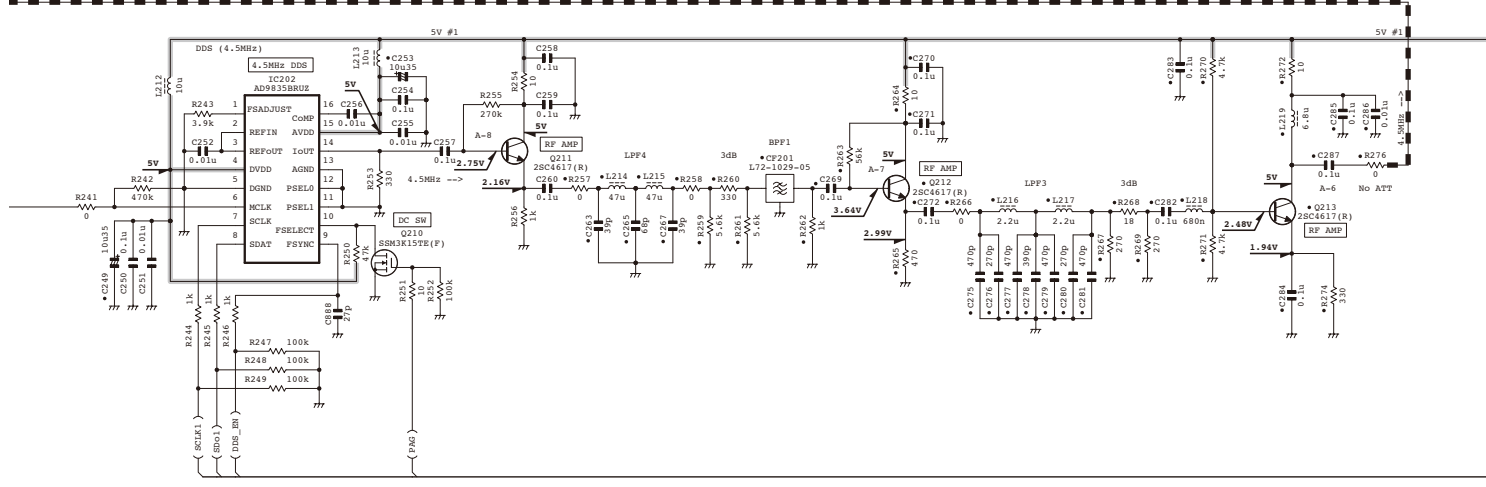 5V #1
5V #1
DDS (4.5MHz)
4.5MHz DDS
IC202
AD9835BRUZ
L212
10u
L213
10u
C253
10u35
C254
0.1u
C255
0.01u
C256
0.01u
5V
R243
3.9k
C252
0.01u
5V
R242
470k
R241
0
1 FSADJUST
2 REFIN
3 REFoUT
4 DVDD
5 DGND
6 MCLK
7 SCLK
8 SDAT
16 CoMP
15 AVDD
14 IoUT
13 AGND
12 PSEL0
11 PSEL1
10 FSELECT
9 FSYNC
C249
10u35
C250
0.1u
C251
0.01u
R244
1k
R245
1k
R246
1k
R247 100k
R248 100k
R249 100k
SCLK1
SDo1
DDS_EN
PAG
C888
27p
R250
47k
DC SW
Q210
SSM3K15TE(F)
R251
10
R252
100k
R253
330
4.5MHz -->
C257
0.1u
R255
270k
A-8
2.75V
2.16V
R254
10
C258
0.1u
C259
0.1u
5V
RF AMP
Q211
2SC4617(R)
R256
1k
C260
0.1u
R257
0
LPF4
L214
47u
L215
47u
C263
39p
C265
68p
C267
39p
R258
0
3dB
R260
330
R259
5.6k
R261
5.6k
BPF1
CF201
L72-1029-05
R262
1k
C269
0.1u
R263
56k
A-7
3.64V
2.99V
R264
10
C270
0.1u
C271
0.1u
5V
RF AMP
Q212
2SC4617(R)
R265
470
C272
0.1u
R266
0
LPF3
L216
2.2u
L217
2.2u
C275
470p
C276
270p
C277
470p
C278
390p
C279
470p
C280
270p
C281
470p
3dB
R268
18
R267
270
R269
270
C282
0.1u
L218
680n
C283
0.1u
R270
4.7k
R271
4.7k
2.48V
1.94V
R272
10
L219
6.8u
C285
0.1u
C286
0.01u
4.5MHz -->
C287
0.1u
R276
0
A-6
No ATT
5V
Q213
2SC4617(R)
RF AMP
C284
0.1u
R274
330